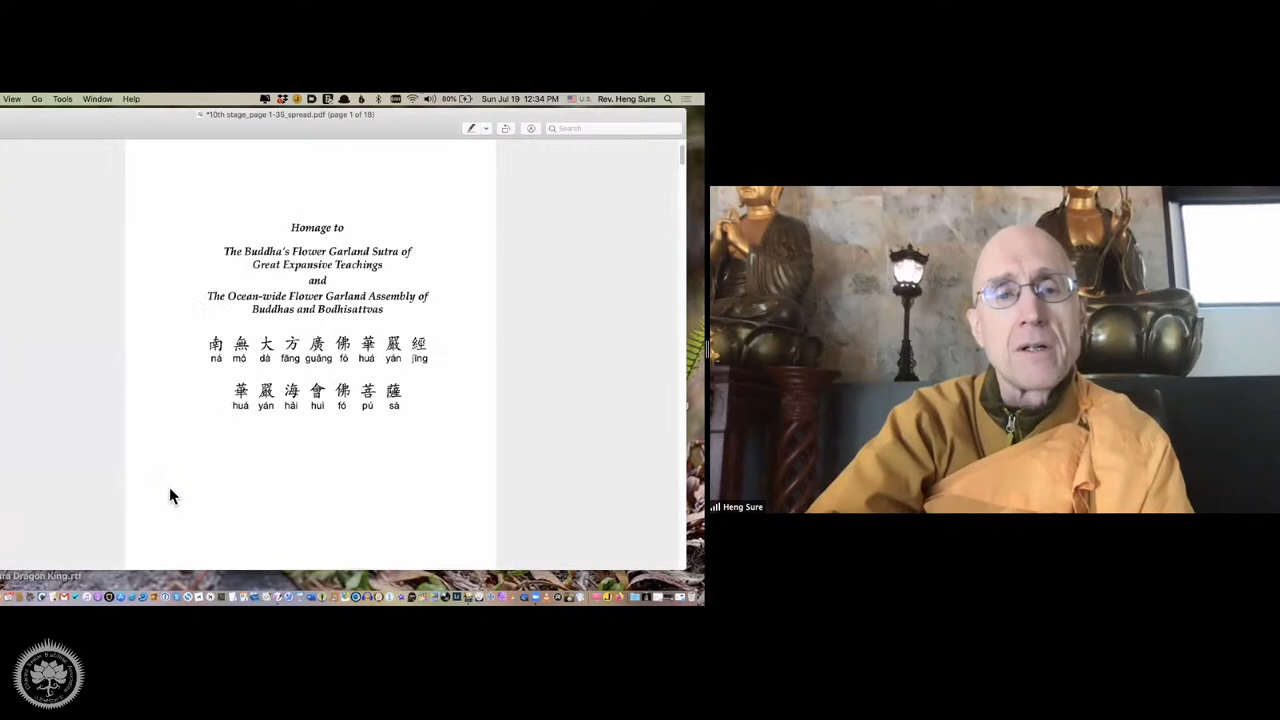 View Go Tools Window Help 80% Sun Jul 19 12:34 PM U.S. Rev. Heng Sure
*10th stage_page 1-35_spread.pdf (page 1 of 18)
Search
Homage to
The Buddha's Flower Garland Sutra of
Great Expansive Teachings
and
The Ocean-wide Flower Garland Assembly of
Buddhas and Bodhisattvas
南 無 大 方 廣 佛 華 嚴 經
ná mó dà fāng guǎng fó huá yán jīng
華 嚴 海 會 佛 菩 薩
huá yán hǎi huì fó pú sà
Heng Sure
Dragon King.rtf